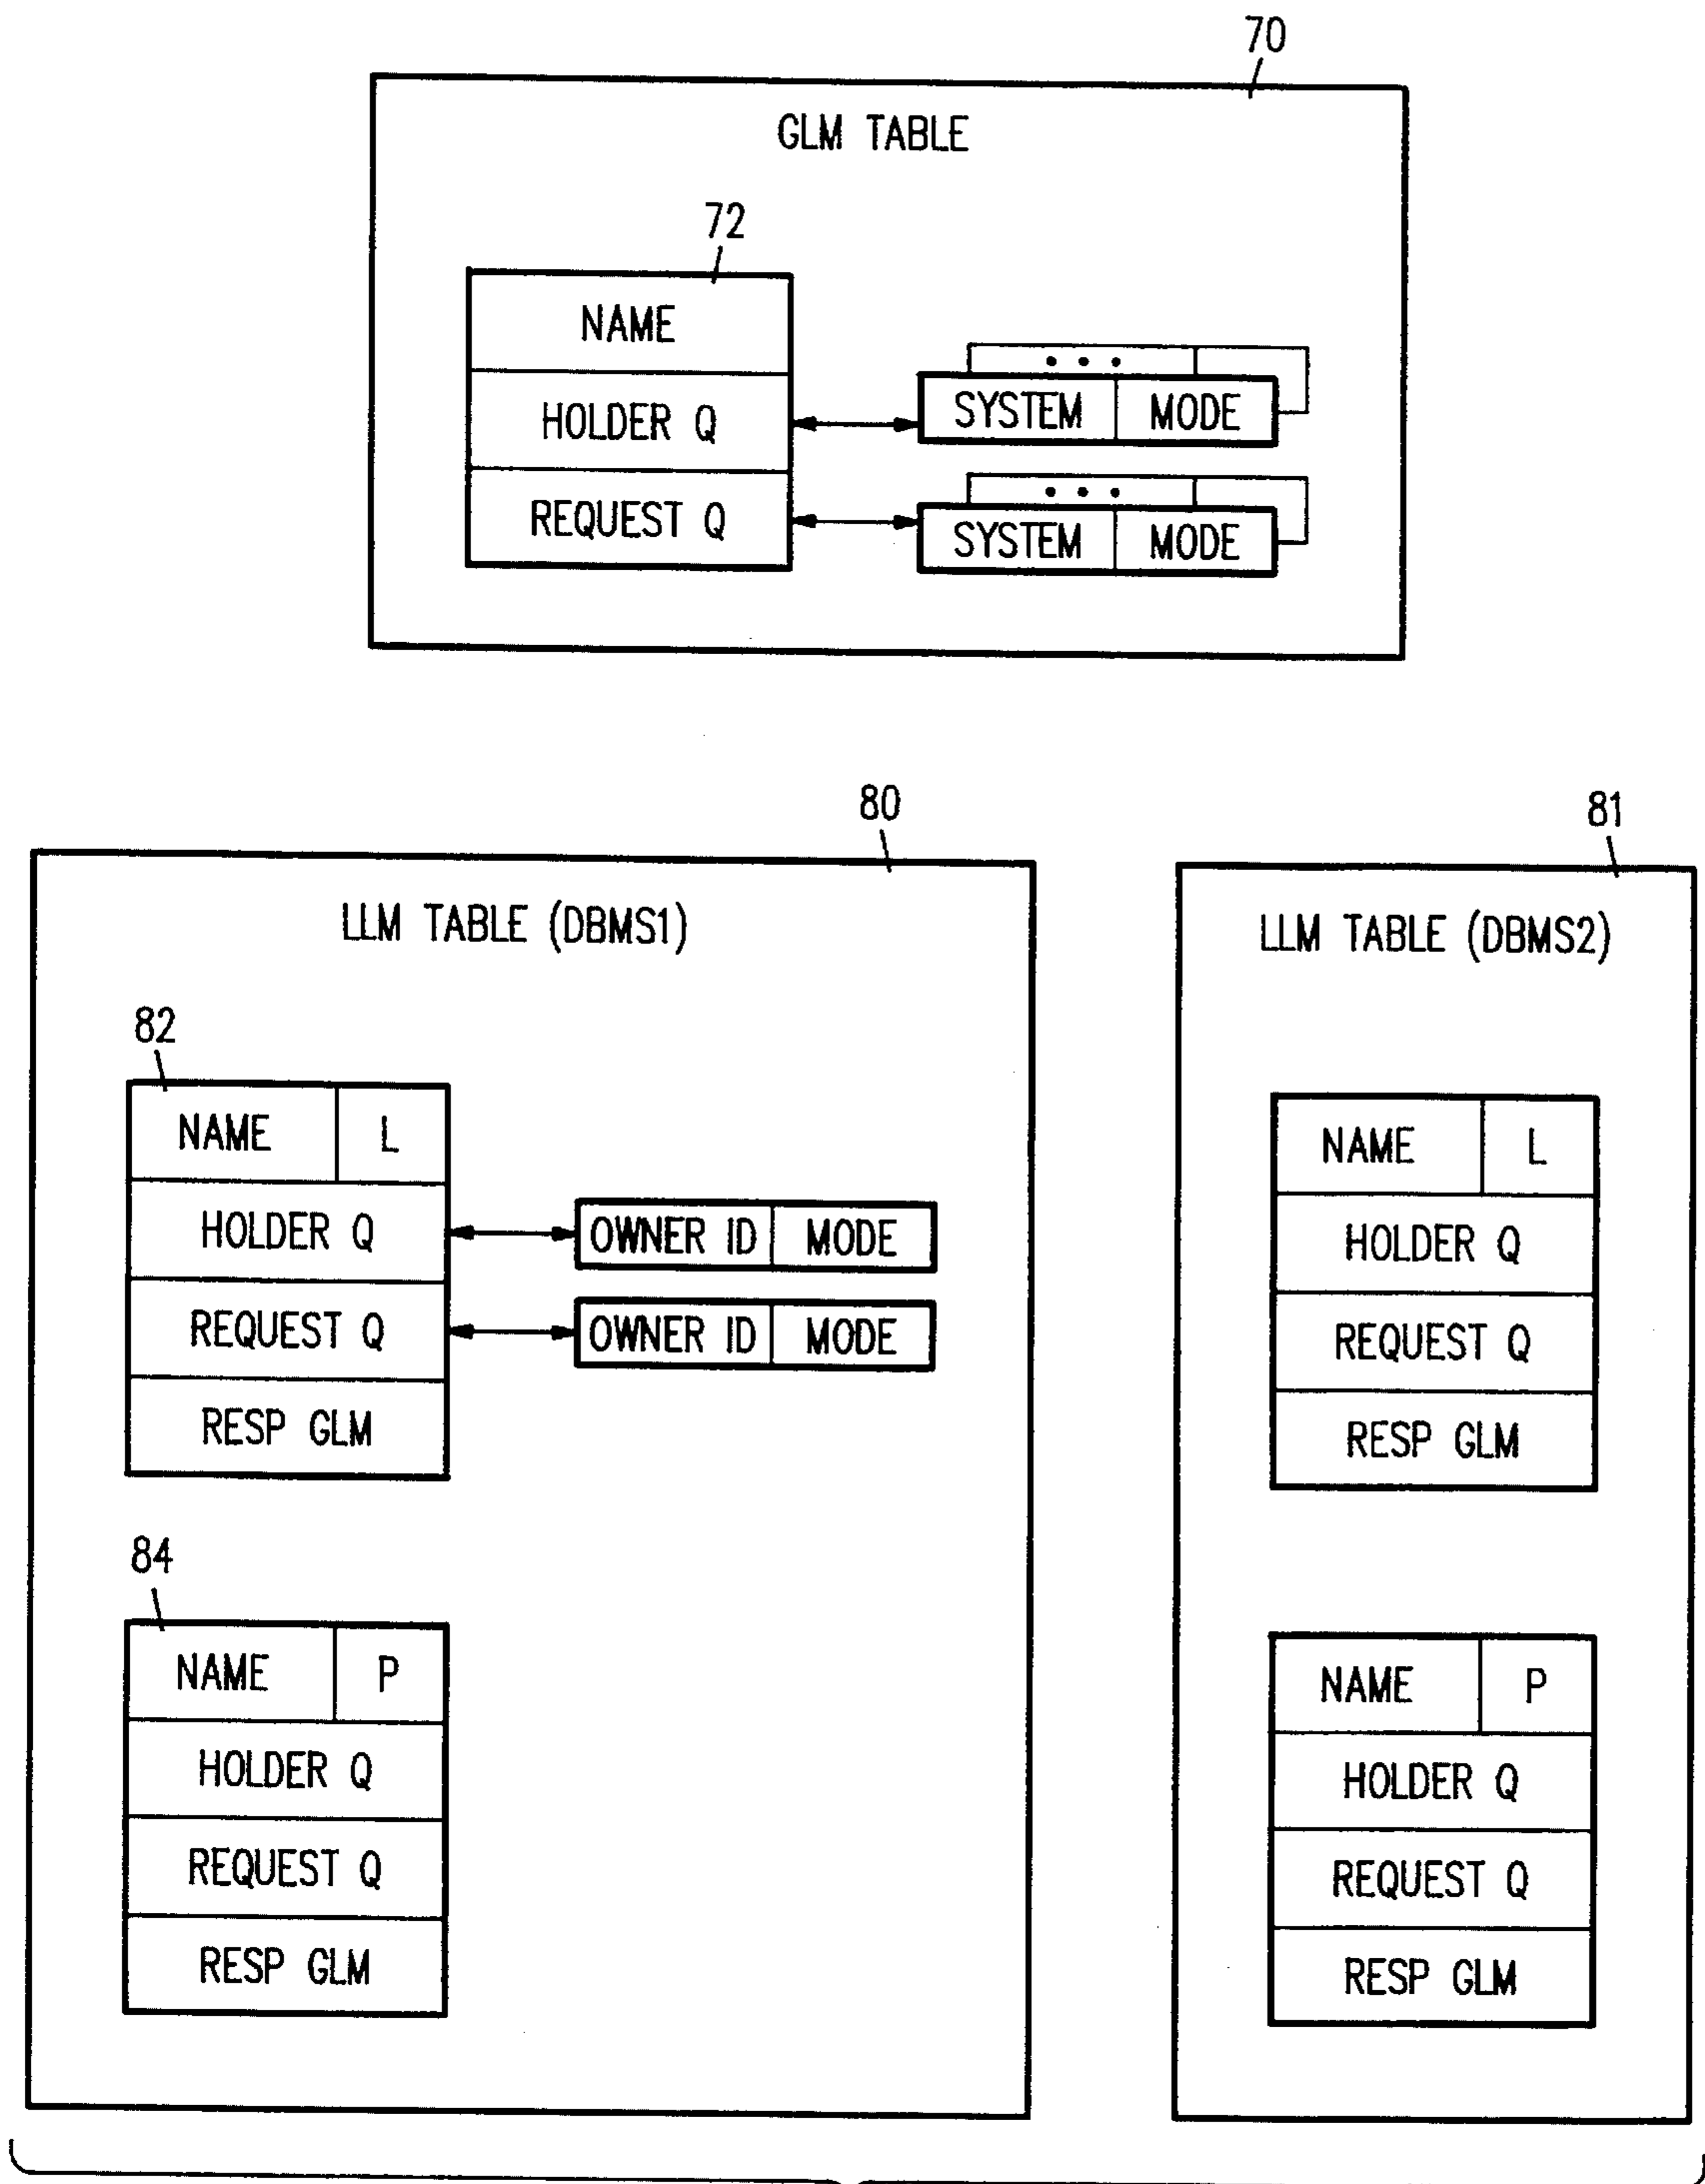 70
GLM TABLE
72
NAME
HOLDER Q
• • •
SYSTEM MODE
REQUEST Q
• • •
SYSTEM MODE
80
LLM TABLE (DBMS1)
82
NAME L
HOLDER Q
OWNER ID MODE
REQUEST Q
OWNER ID MODE
RESP GLM
84
NAME P
HOLDER Q
REQUEST Q
RESP GLM
81
LLM TABLE (DBMS2)
NAME L
HOLDER Q
REQUEST Q
RESP GLM
NAME P
HOLDER Q
REQUEST Q
RESP GLM